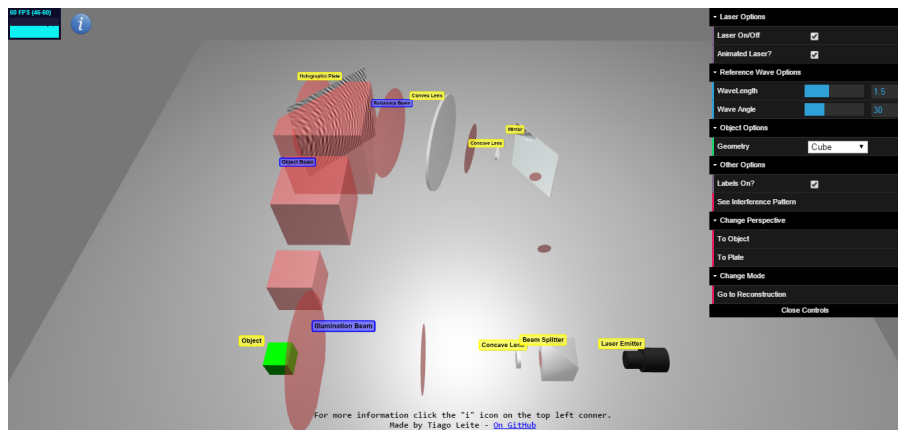 60 FPS (46-60)
i
Holographic Plate
Reference Beam
Convex Lens
Mirror
Concave Lens
Object Beam
Object
Illumination Beam
Concave Lens
Beam Splitter
Laser Emitter
Laser Options
Laser On/Off
Animated Laser?
Reference Wave Options
WaveLength 1.5
Wave Angle 30
Object Options
Geometry Cube
Other Options
Labels On?
See Interference Pattern
Change Perspective
To Object
To Plate
Change Mode
Go to Reconstruction
Close Controls
For more information click the "i" icon on the top left conner.
Made by Tiago Leite - On GitHub